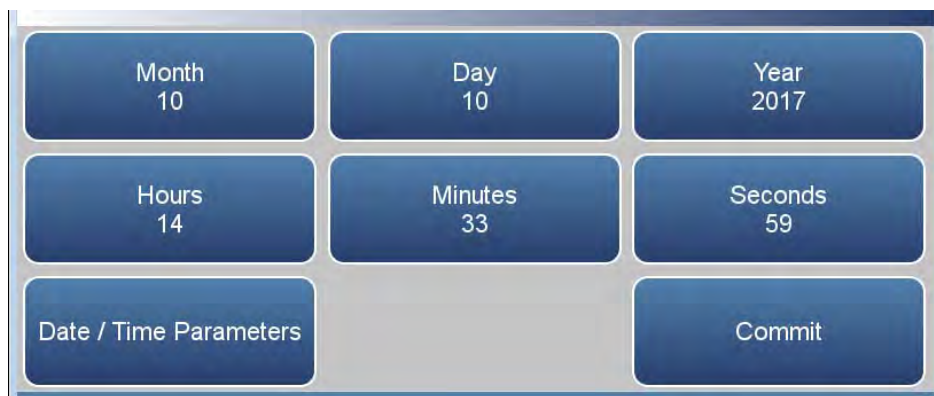 Month
10
Day
10
Year
2017
Hours
14
Minutes
33
Seconds
59
Date / Time Parameters
Commit